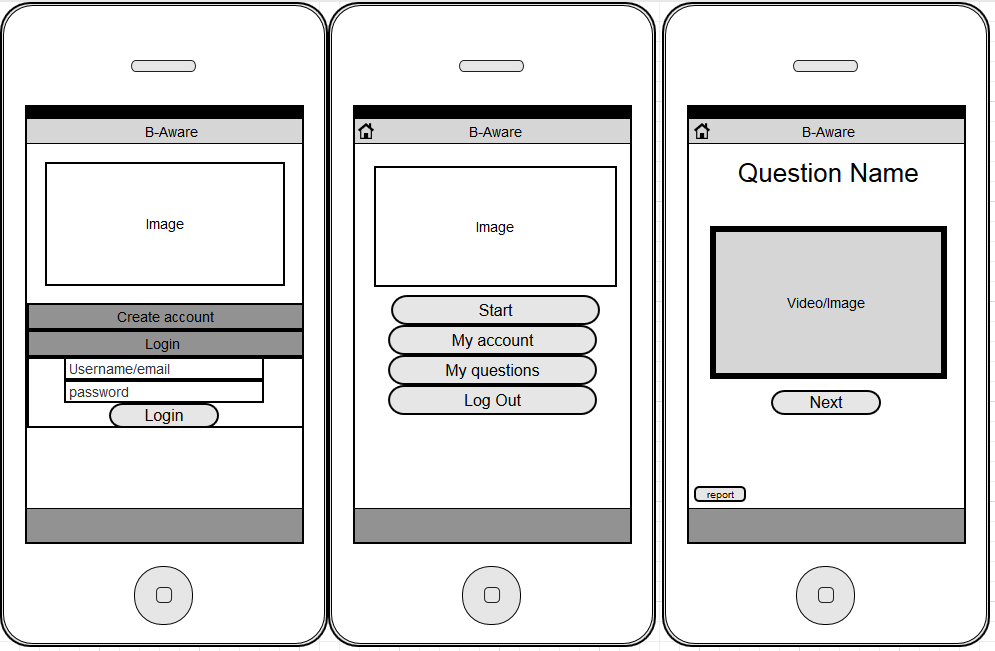 B-Aware
Image
Create account
Login
Username/email
password
Login
B-Aware
Image
Start
My account
My questions
Log Out
B-Aware
Question Name
Video/Image
Next
report